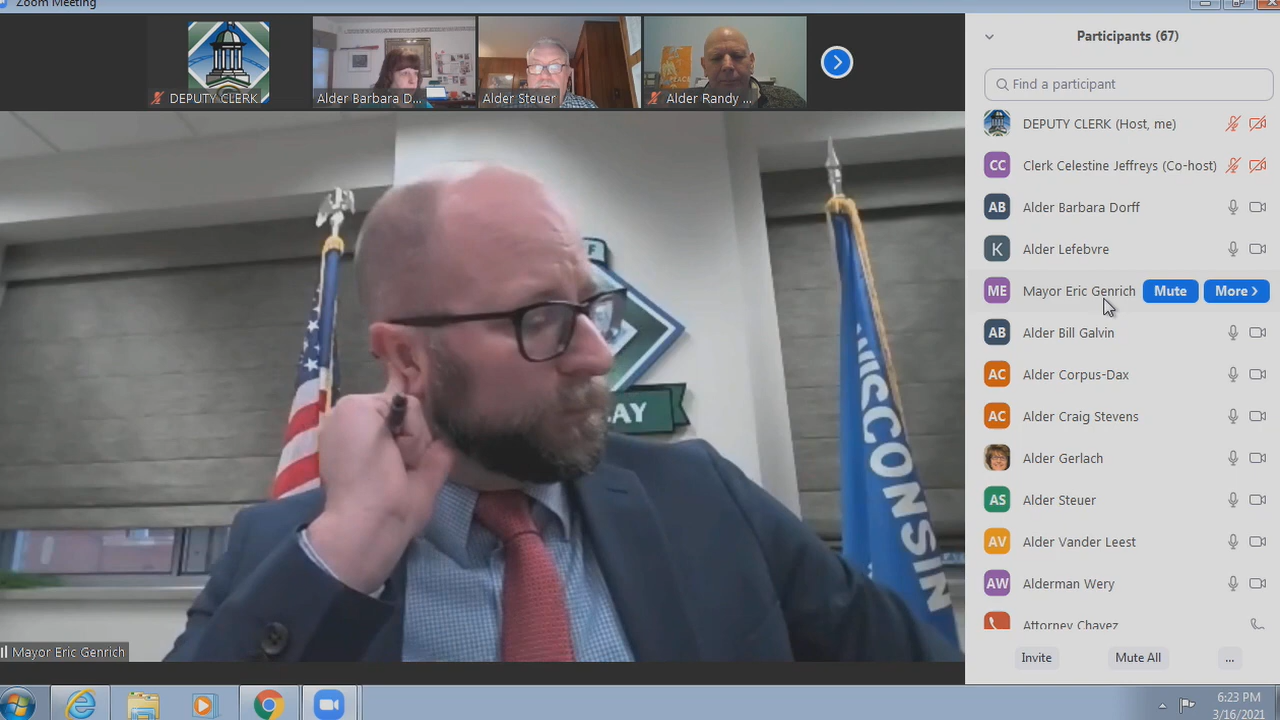 Zoom Meeting
DEPUTY CLERK
Alder Barbara D...
Alder Steuer
Alder Randy ...
Participants (67)
Find a participant
DEPUTY CLERK (Host, me)
CC Clerk Celestine Jeffreys (Co-host)
AB Alder Barbara Dorff
K Alder Lefebvre
ME Mayor Eric Genrich Mute More >
AB Alder Bill Galvin
AC Alder Corpus-Dax
AC Alder Craig Stevens
Alder Gerlach
AS Alder Steuer
AV Alder Vander Leest
AW Alderman Wery
Attorney Chavez
Invite Mute All ...
WISCONSIN
Mayor Eric Genrich
6:23 PM
3/16/2021